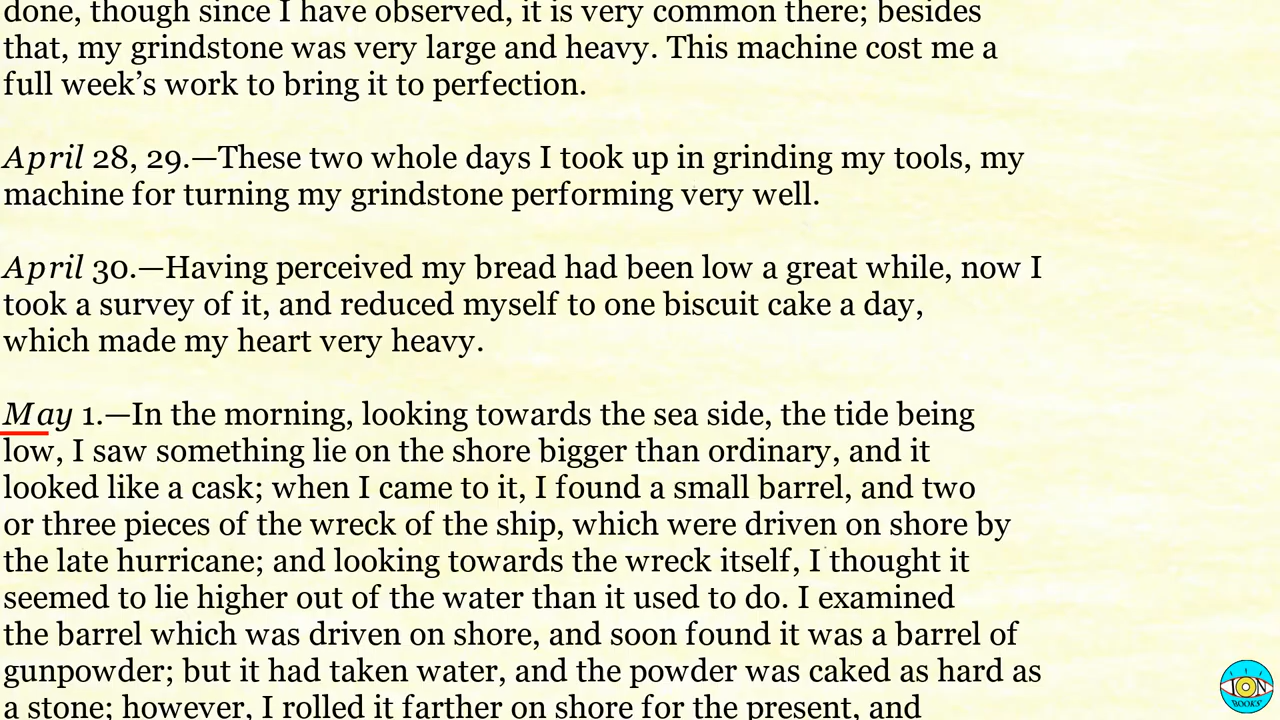 done, though since I have observed, it is very common there; besides
that, my grindstone was very large and heavy. This machine cost me a
full week’s work to bring it to perfection.
April 28, 29.—These two whole days I took up in grinding my tools, my
machine for turning my grindstone performing very well.
April 30.—Having perceived my bread had been low a great while, now I
took a survey of it, and reduced myself to one biscuit cake a day,
which made my heart very heavy.
May 1.—In the morning, looking towards the sea side, the tide being
low, I saw something lie on the shore bigger than ordinary, and it
looked like a cask; when I came to it, I found a small barrel, and two
or three pieces of the wreck of the ship, which were driven on shore by
the late hurricane; and looking towards the wreck itself, I thought it
seemed to lie higher out of the water than it used to do. I examined
the barrel which was driven on shore, and soon found it was a barrel of
gunpowder; but it had taken water, and the powder was caked as hard as
a stone; however, I rolled it farther on shore for the present, and
ION
BOOKS